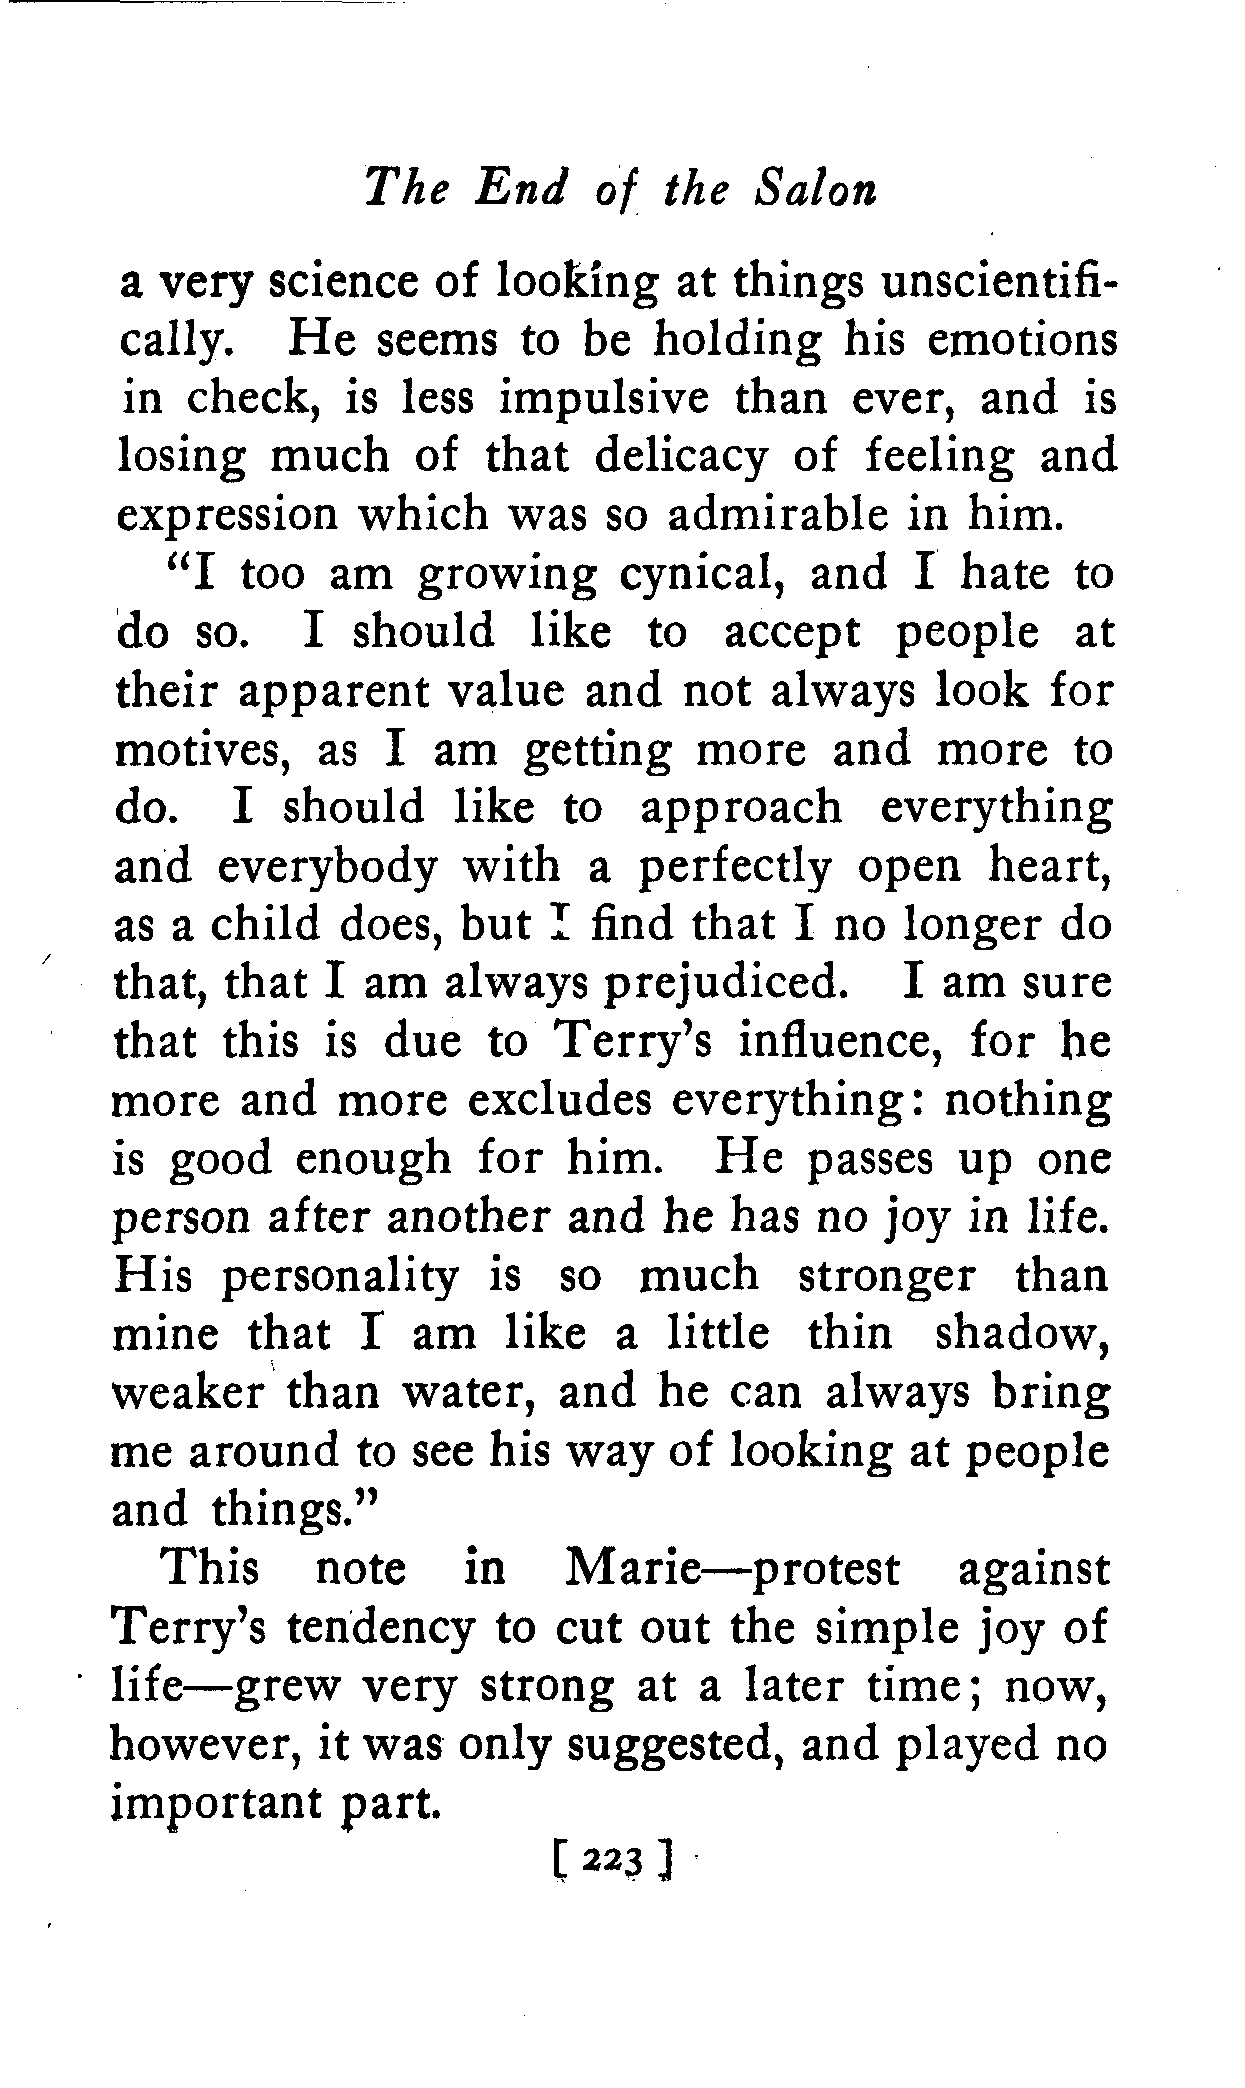 The End of the Salon
a very science of looking at things unscientifi-
cally. He seems to be holding his emotions
in check, is less impulsive than ever, and is
losing much of that delicacy of feeling and
expression which was so admirable in him.
“I too am growing cynical, and I hate to
do so. I should like to accept people at
their apparent value and not always look for
motives, as I am getting more and more to
do. I should like to approach everything
and everybody with a perfectly open heart,
as a child does, but I find that I no longer do
that, that I am always prejudiced. I am sure
that this is due to Terry’s influence, for he
more and more excludes everything: nothing
is good enough for him. He passes up one
person after another and he has no joy in life.
His personality is so much stronger than
mine that I am like a little thin shadow,
weaker than water, and he can always bring
me around to see his way of looking at people
and things.”
This note in Marie—protest against
Terry’s tendency to cut out the simple joy of
life—grew very strong at a later time; now,
however, it was only suggested, and played no
important part.
[ 223 ]